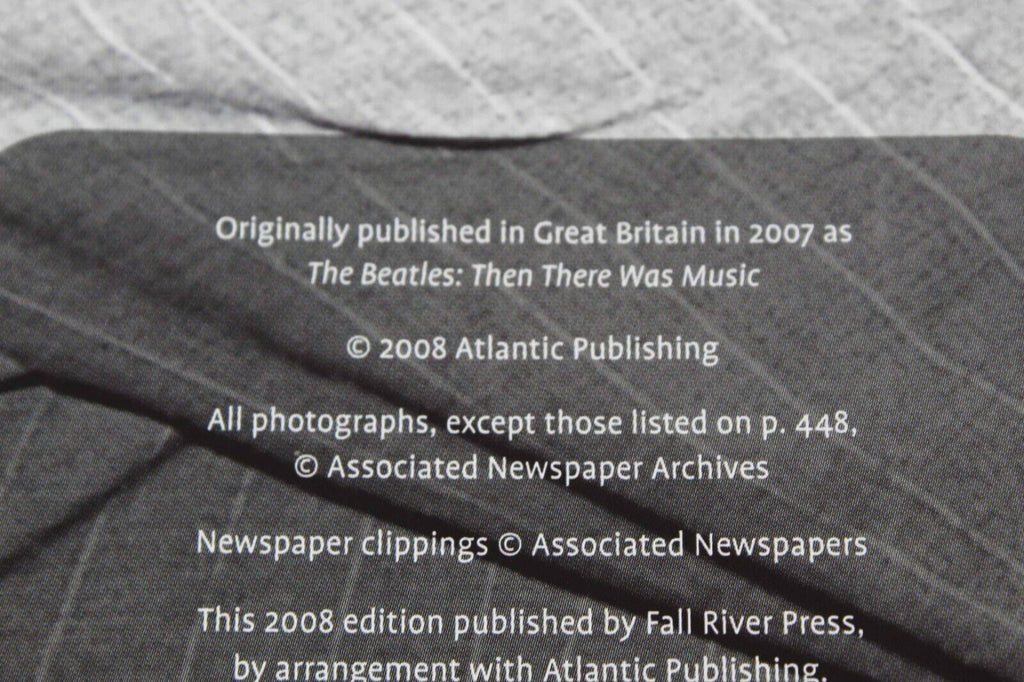 Originally published in Great Britain in 2007 as
The Beatles: Then There Was Music
© 2008 Atlantic Publishing
All photographs, except those listed on p. 448,
© Associated Newspaper Archives
Newspaper clippings © Associated Newspapers
This 2008 edition published by Fall River Press,
by arrangement with Atlantic Publishing.